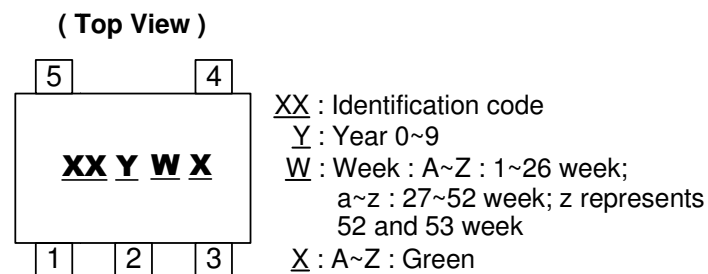 ( Top View )
5 4
XX Y W X
1 2 3
XX : Identification code
Y : Year 0~9
W : Week : A~Z : 1~26 week;
a~z : 27~52 week; z represents
52 and 53 week
X : A~Z : Green